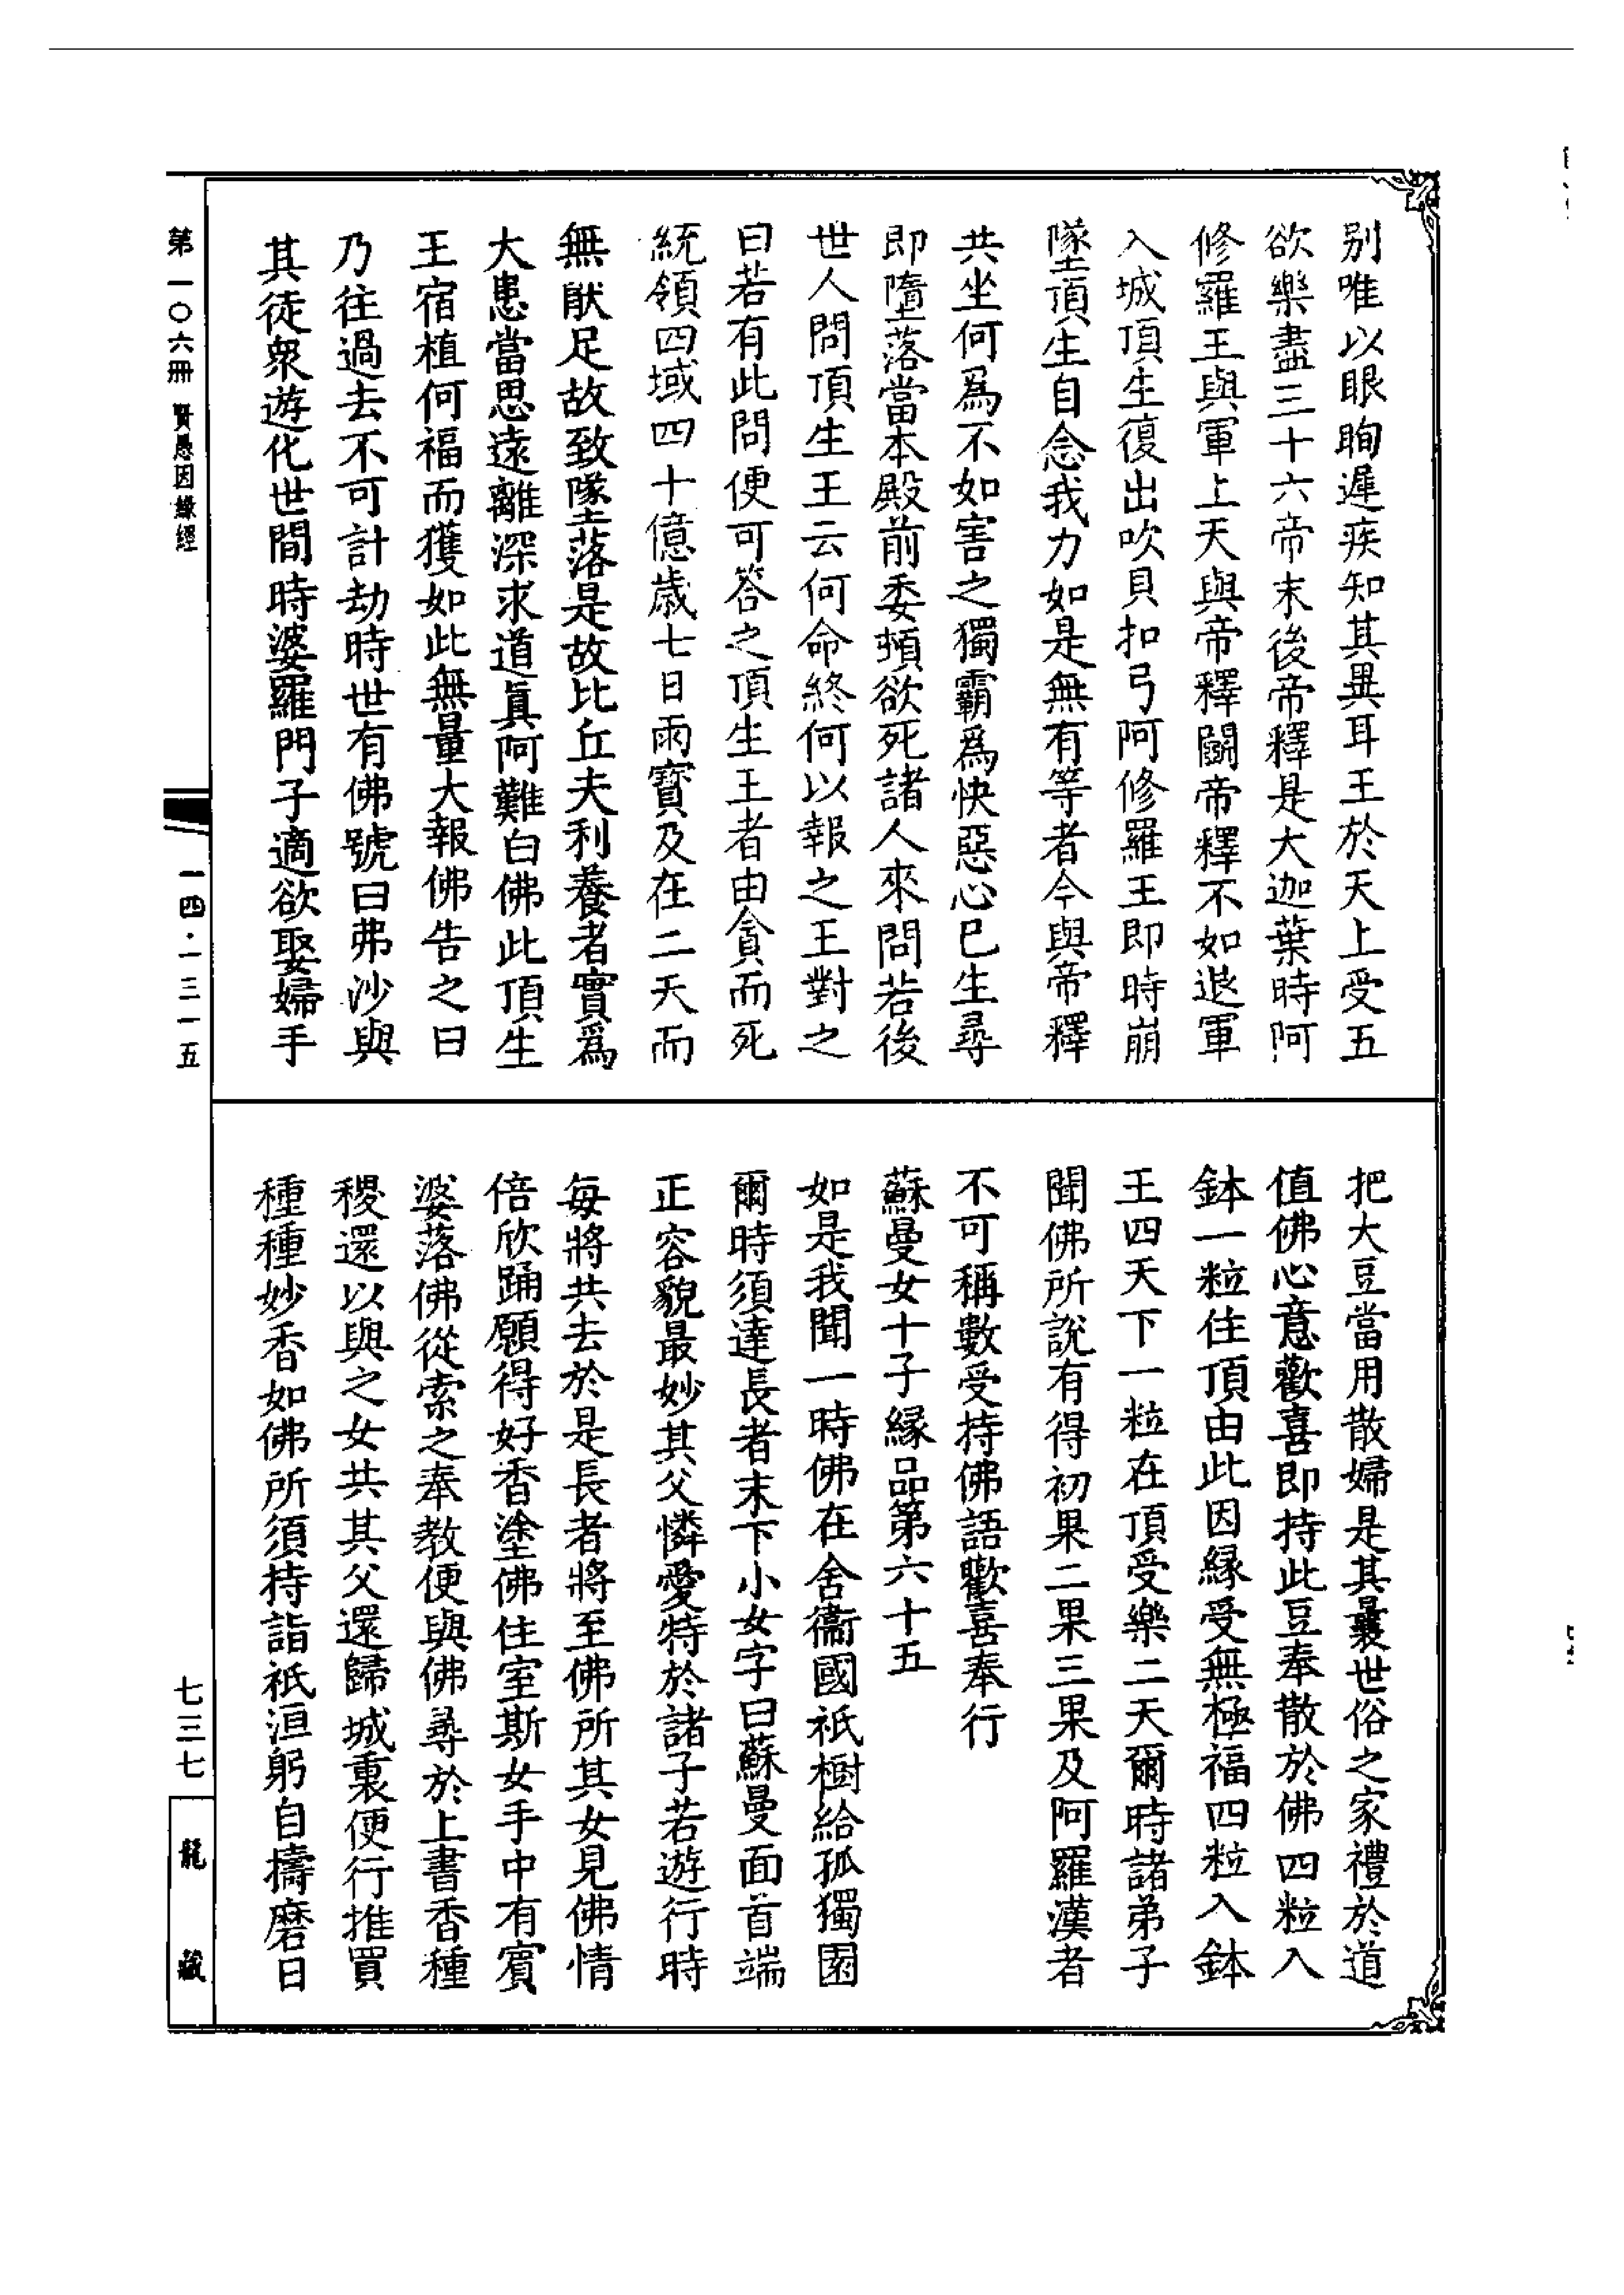 别唯以眼眴遲疾知其異耳王於天上受五
欲樂盡三十六帝末後帝釋是大迦葉時阿
修羅王與軍上天與帝釋鬬帝釋不如退軍
入城頂生復出吹貝扣弓阿修羅王即時崩
墜頂生自念我力如是無有等者今與帝釋
共坐何爲不如害之獨霸爲快惡心已生尋
即墮落當本殿前委頓欲死諸人來問若後
世人問頂生王云何命終何以報之王對之
曰若有此問便可答之頂生王者由貪而死
統領四域四十億歲七日雨寶及在二天而
無猒足故致墜落是故比丘夫利養者實爲
大患當思遠離深求道真阿難白佛此頂生
王宿植何福而獲如此無量大報佛告之曰
乃往過去不可計劫時世有佛號曰弗沙與
其徒衆遊化世間時婆羅門子適欲娶婦手
把大豆當用散婦是其曩世俗之家禮於道
值佛心意歡喜即持此豆奉散於佛四粒入
鉢一粒住頂由此因緣受無極福四粒入鉢
王四天下一粒在頂受樂二天爾時諸弟子
聞佛所說有得初果二果三果及阿羅漢者
不可稱數受持佛語歡喜奉行
蘇曼女十子緣品第六十五
如是我聞一時佛在舍衞國祇樹給孤獨園
爾時須達長者末下小女字曰蘇曼面首端
正容貌最妙其父憐愛特於諸子若遊行時
每將共去於是長者將至佛所其女見佛情
倍欣踊願得好香塗佛住室斯女手中有賓
婆落佛從索之奉教便與佛尋於上書香種
稷還以與之女共其父還歸城裏便行推買
種種妙香如佛所須持詣祇洹躬自擣磨日
第一〇六冊 賢愚因緣經
一四·一三一五
七三七
龍藏